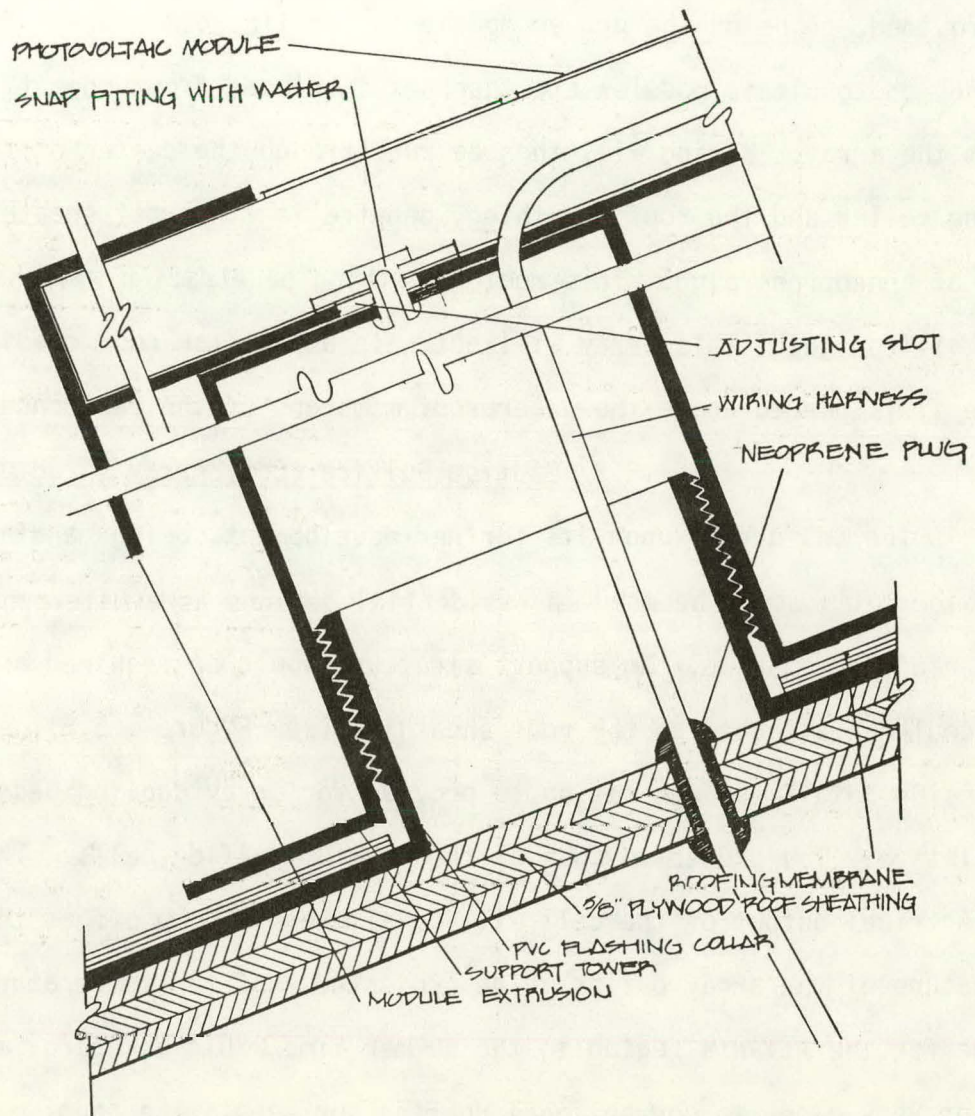 PHOTOVOLTAIC MODULE
SNAP FITTING WITH WASHER
ADJUSTING SLOT
WIRING HARNESS
NEOPRENE PLUG
ROOFING MEMBRANE
5/8" PLYWOOD ROOF SHEATHING
PVC FLASHING COLLAR
SUPPORT TOWER
MODULE EXTRUSION